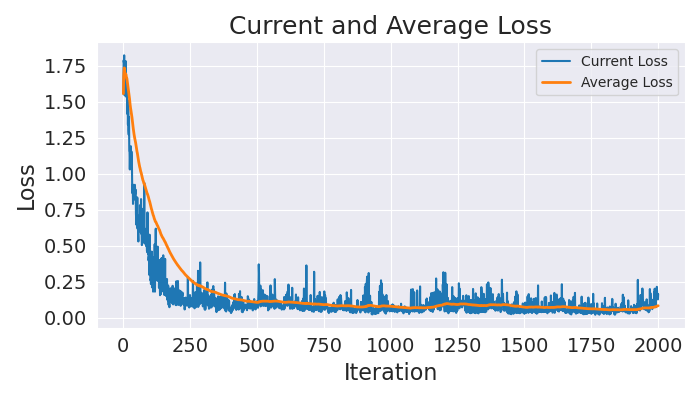 Current and Average Loss
Current Loss
Average Loss
Loss
1.75
1.50
1.25
1.00
0.75
0.50
0.25
0.00
0 250 500 750 1000 1250 1500 1750 2000
Iteration